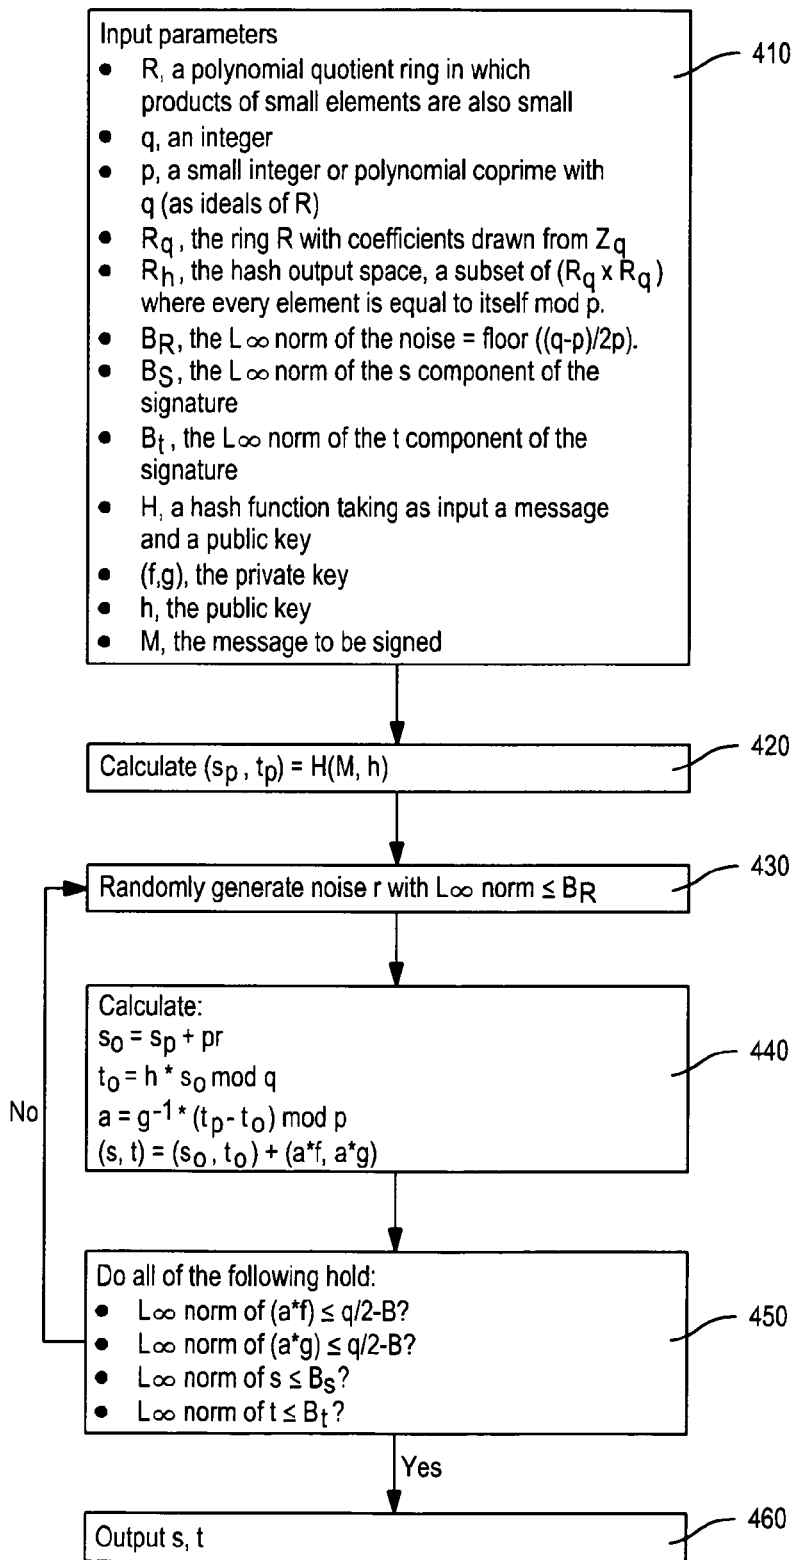 Input parameters
• R, a polynomial quotient ring in which
products of small elements are also small
• q, an integer
• p, a small integer or polynomial coprime with
q (as ideals of R)
• Rq , the ring R with coefficients drawn from Zq
• Rh, the hash output space, a subset of (Rq x Rq)
where every element is equal to itself mod p.
• BR, the L∞ norm of the noise = floor ((q-p)/2p).
• BS, the L∞ norm of the s component of the
signature
• Bt, the L∞ norm of the t component of the
signature
• H, a hash function taking as input a message
and a public key
• (f,g), the private key
• h, the public key
• M, the message to be signed
410
Calculate (sp , tp) = H(M, h)
420
Randomly generate noise r with L∞ norm ≤ BR
430
Calculate:
so = sp + pr
to = h * so mod q
a = g-1 * (tp - to) mod p
(s, t) = (so , to) + (a*f, a*g)
440
No
Do all of the following hold:
• L∞ norm of (a*f) ≤ q/2-B?
• L∞ norm of (a*g) ≤ q/2-B?
• L∞ norm of s ≤ Bs?
• L∞ norm of t ≤ Bt?
450
Yes
Output s, t
460